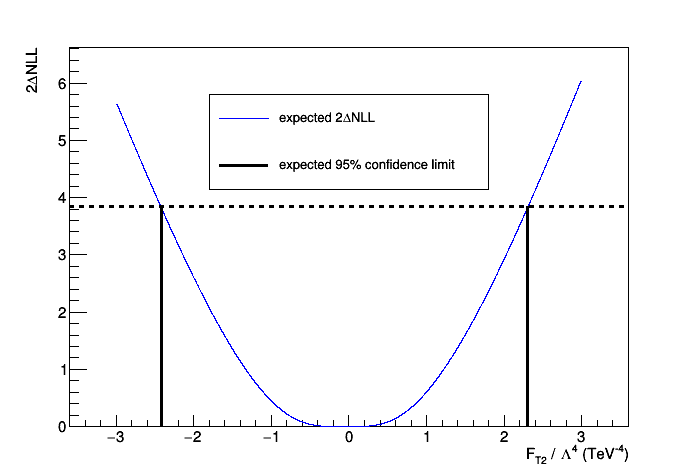 2ΔNLL
expected 2ΔNLL
expected 95% confidence limit
6
5
4
3
2
1
0
−3 −2 −1 0 1 2 3
F_T2 / Λ^4 (TeV^-4)